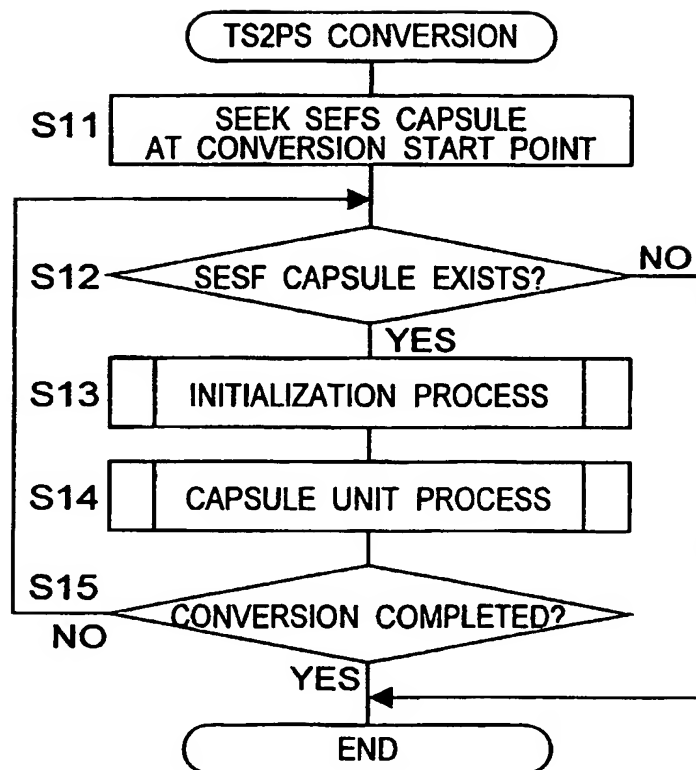 TS2PS CONVERSION
S11
SEEK SEFS CAPSULE
AT CONVERSION START POINT
S12
SESF CAPSULE EXISTS?
NO
YES
S13
INITIALIZATION PROCESS
S14
CAPSULE UNIT PROCESS
S15
CONVERSION COMPLETED?
NO
YES
END